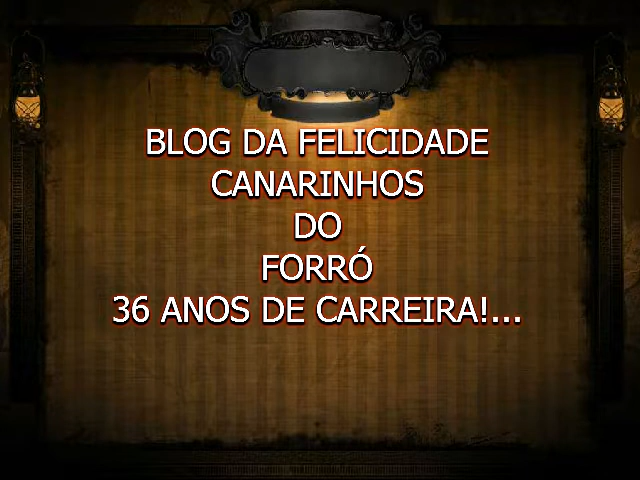 BLOG DA FELICIDADE
CANARINHOS
DO
FORRÓ
36 ANOS DE CARREIRA!...